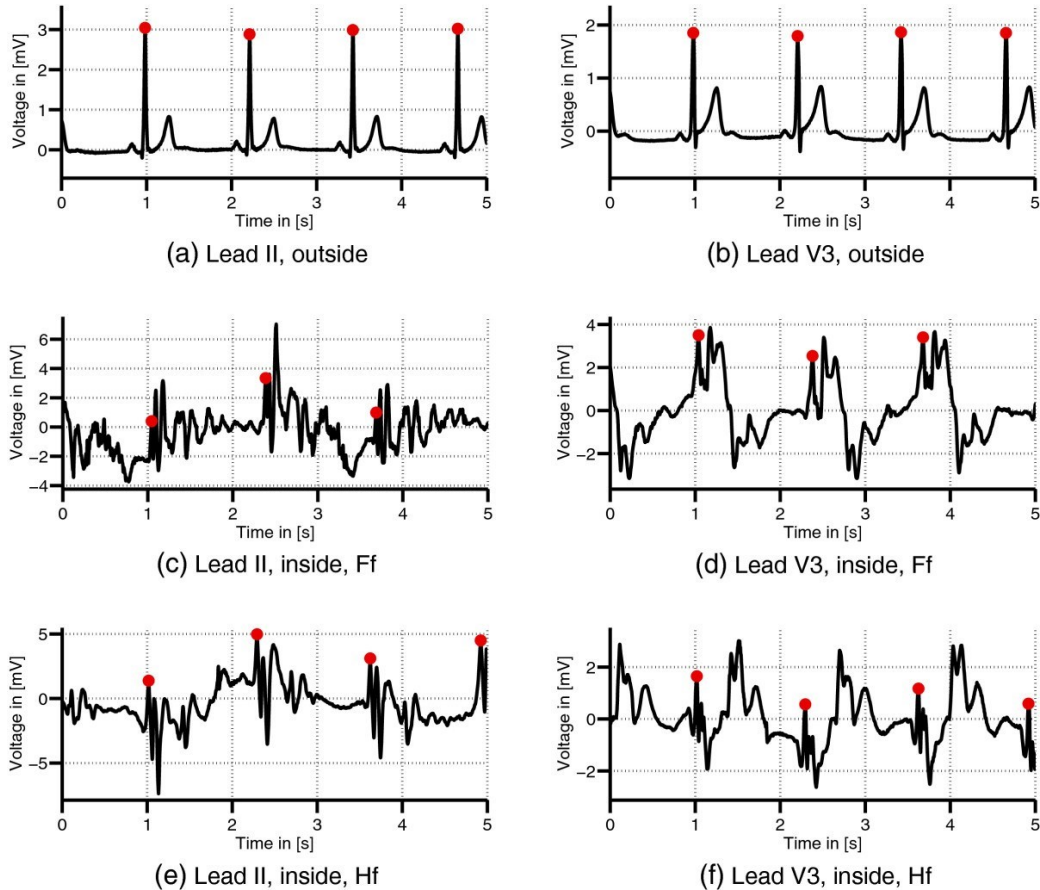 Voltage in [mV]
3
2
1
0
0 1 2 3 4 5
Time in [s]
(a) Lead II, outside
Voltage in [mV]
2
1
0
0 1 2 3 4 5
Time in [s]
(b) Lead V3, outside
Voltage in [mV]
6
4
2
0
−2
−4
0 1 2 3 4 5
Time in [s]
(c) Lead II, inside, Ff
Voltage in [mV]
4
2
0
−2
0 1 2 3 4 5
Time in [s]
(d) Lead V3, inside, Ff
Voltage in [mV]
5
0
−5
0 1 2 3 4 5
Time in [s]
(e) Lead II, inside, Hf
Voltage in [mV]
2
0
−2
0 1 2 3 4 5
Time in [s]
(f) Lead V3, inside, Hf